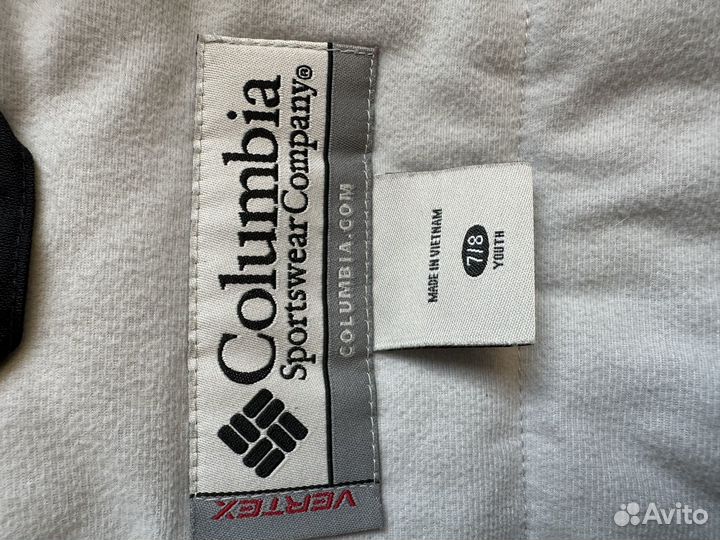 Columbia
Sportswear Company®
COLUMBIA.COM
VERTEX
MADE IN VIETNAM
7/8
YOUTH
Avito